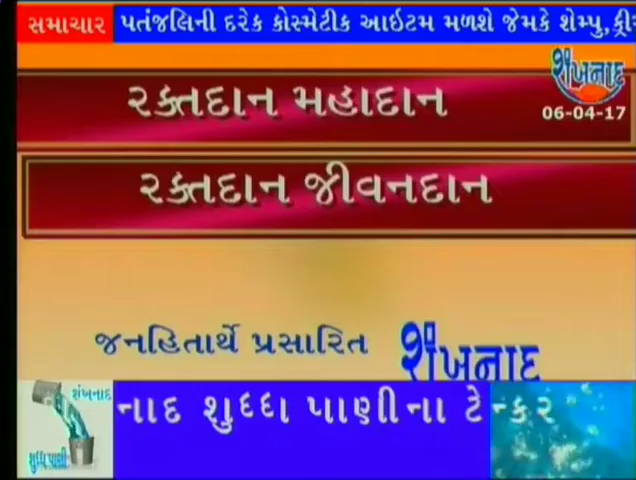 સમાચાર પતંજલિની દરેક કોસ્મેટીક આઇટમ મળશે જેમકે શેમ્પુ,
શંખનાદ
06-04-17
રક્તદાન મહાદાન
રક્તદાન જીવનદાન
જનહિતાર્થે પ્રસારિત શંખનાદ
શંખનાદ
નાદ શુધ્ધા પાણીના ટેન્કર
શુધ્ધિ પાણી